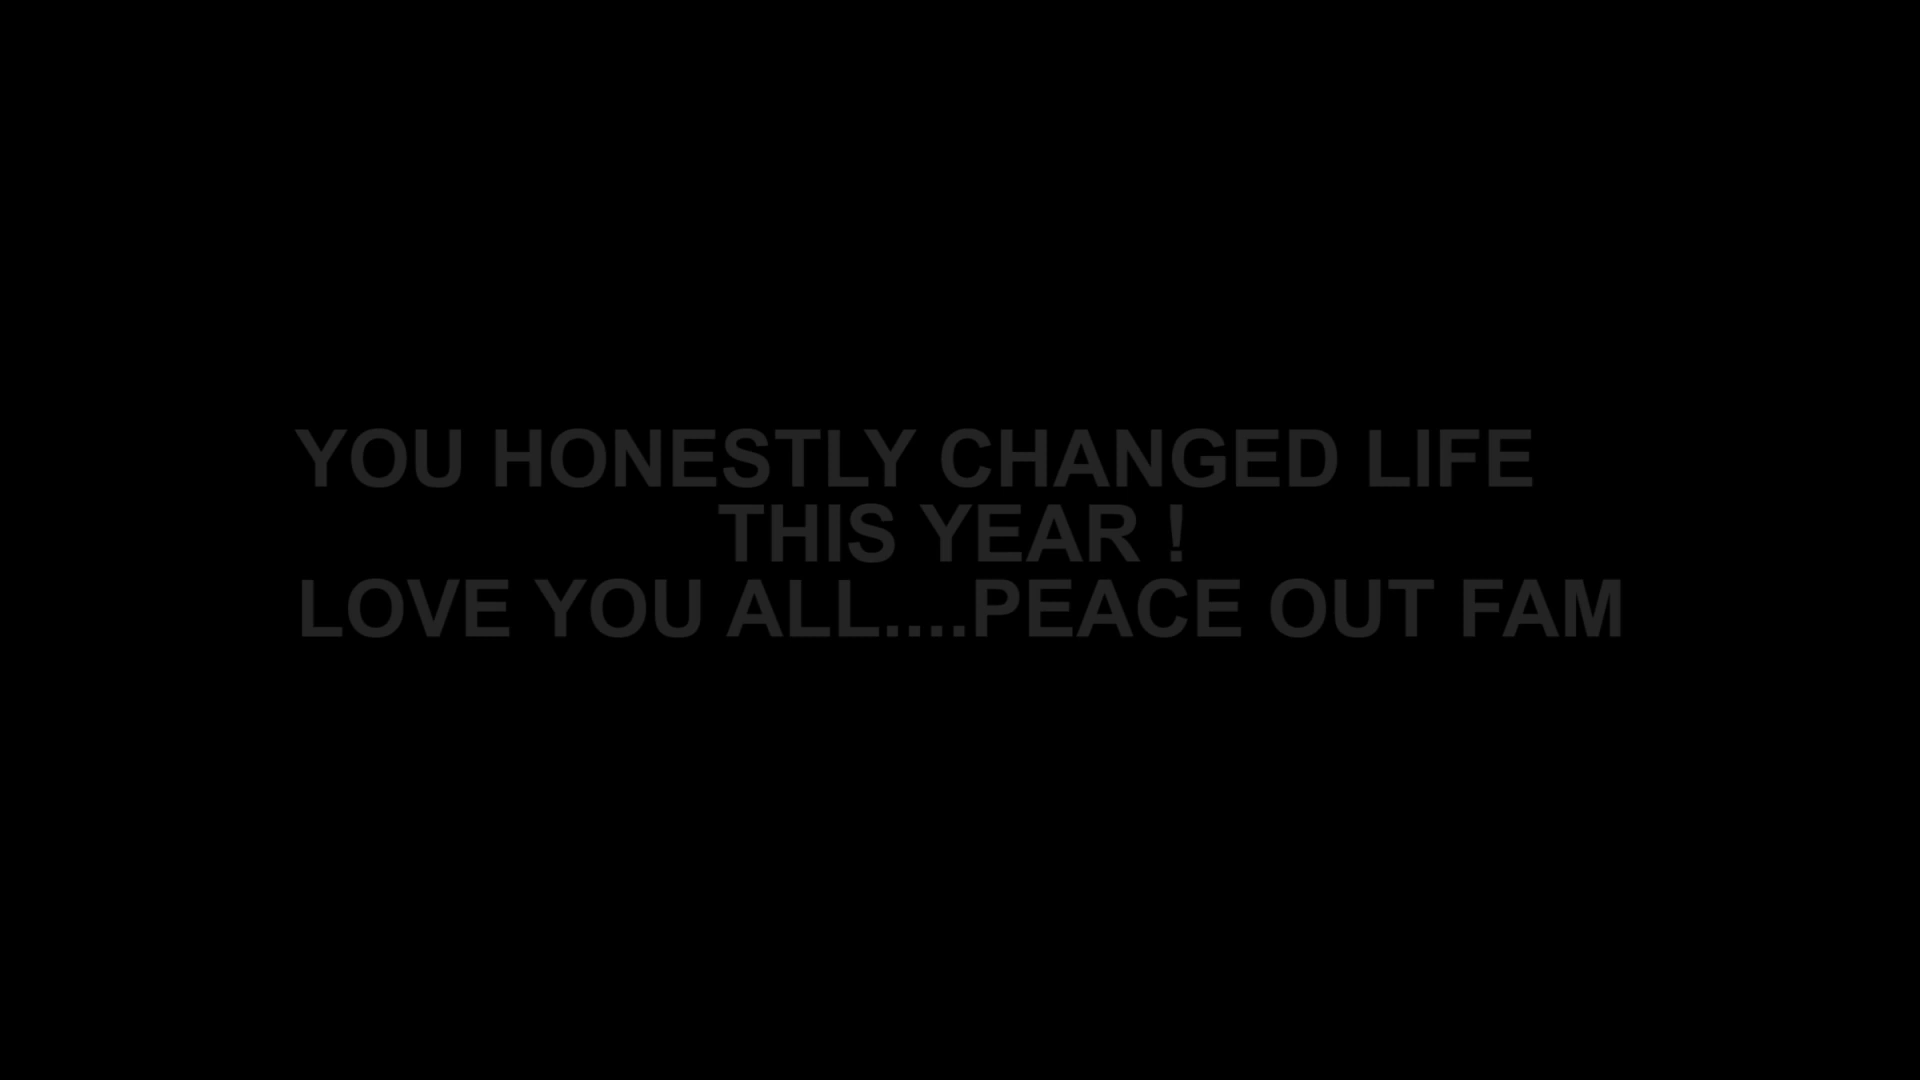 YOU HONESTLY CHANGED LIFE
THIS YEAR !
LOVE YOU ALL....PEACE OUT FAM